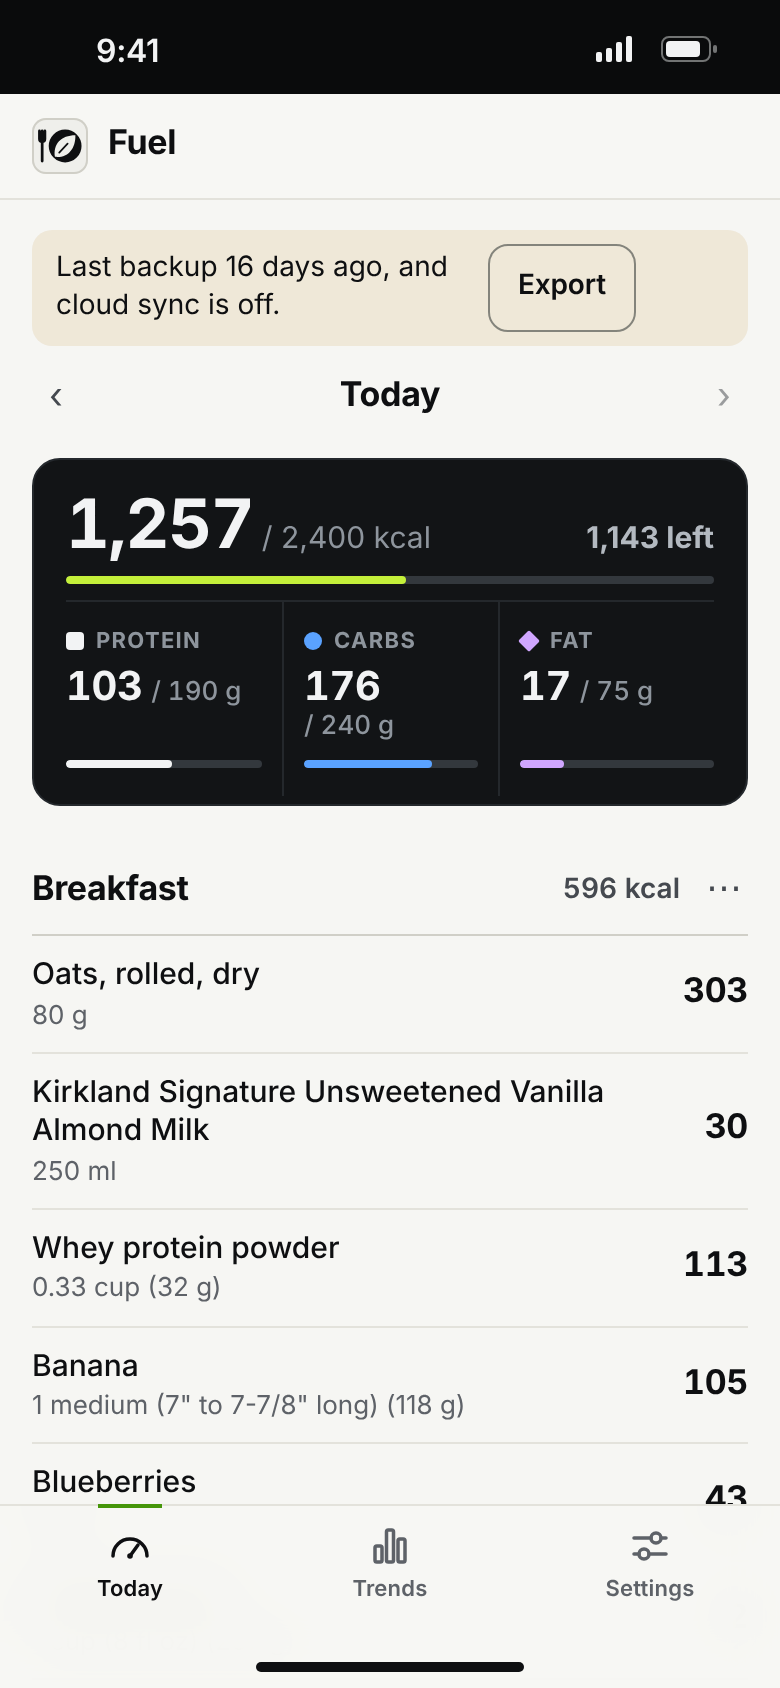 9:41
Fuel
Last backup 16 days ago, and
cloud sync is off.
Export
‹ Today ›
1,257 / 2,400 kcal 1,143 left
PROTEIN
103 / 190 g
CARBS
176
/ 240 g
FAT
17 / 75 g
Breakfast 596 kcal ···
Oats, rolled, dry
80 g
303
Kirkland Signature Unsweetened Vanilla
Almond Milk
250 ml
30
Whey protein powder
0.33 cup (32 g)
113
Banana
1 medium (7" to 7-7/8" long) (118 g)
105
Blueberries
43
Today
Trends
Settings